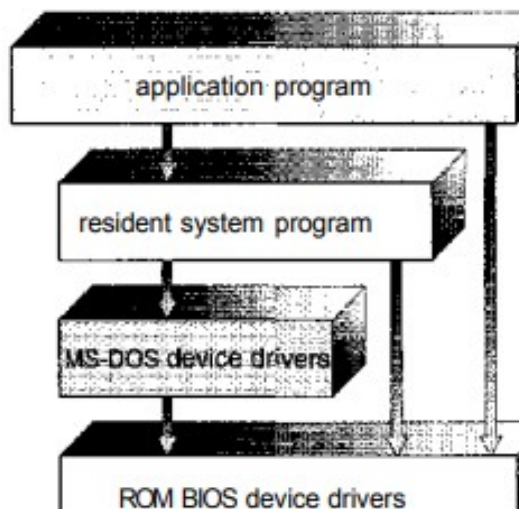 application program
resident system program
MS-DOS device drivers
ROM BIOS device drivers